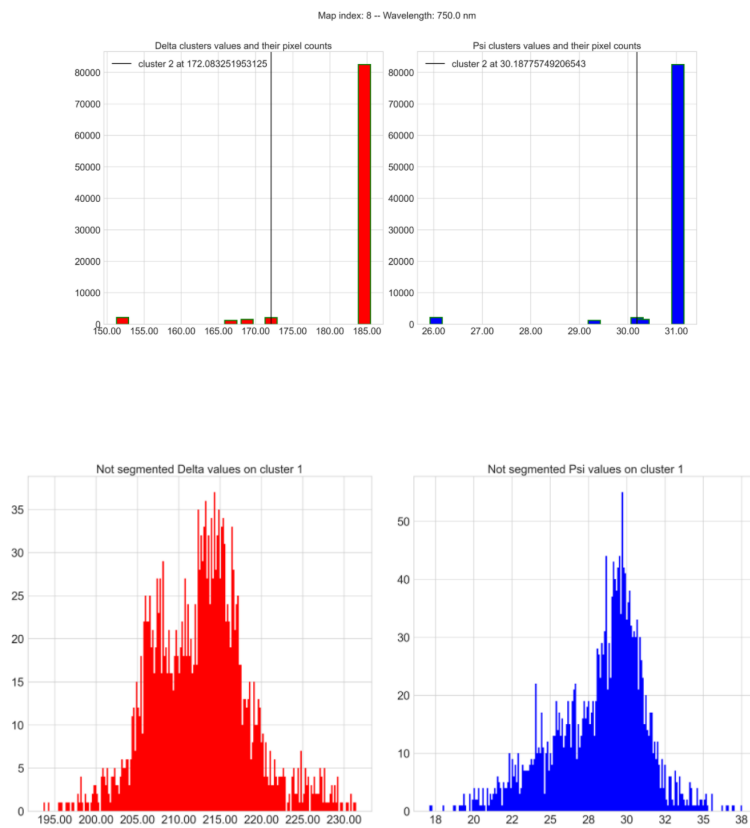 Map index: 8 -- Wavelength: 750.0 nm
Delta clusters values and their pixel counts
cluster 2 at 172.083251953125
80000
70000
60000
50000
40000
30000
20000
10000
0
150.00 155.00 160.00 165.00 170.00 175.00 180.00 185.00
Psi clusters values and their pixel counts
cluster 2 at 30.18775749206543
80000
70000
60000
50000
40000
30000
20000
10000
0
26.00 27.00 28.00 29.00 30.00 31.00
Not segmented Delta values on cluster 1
35
30
25
20
15
10
5
0
195.00 200.00 205.00 210.00 215.00 220.00 225.00 230.00
Not segmented Psi values on cluster 1
50
40
30
20
10
0
18 20 22 25 28 30 32 35 38